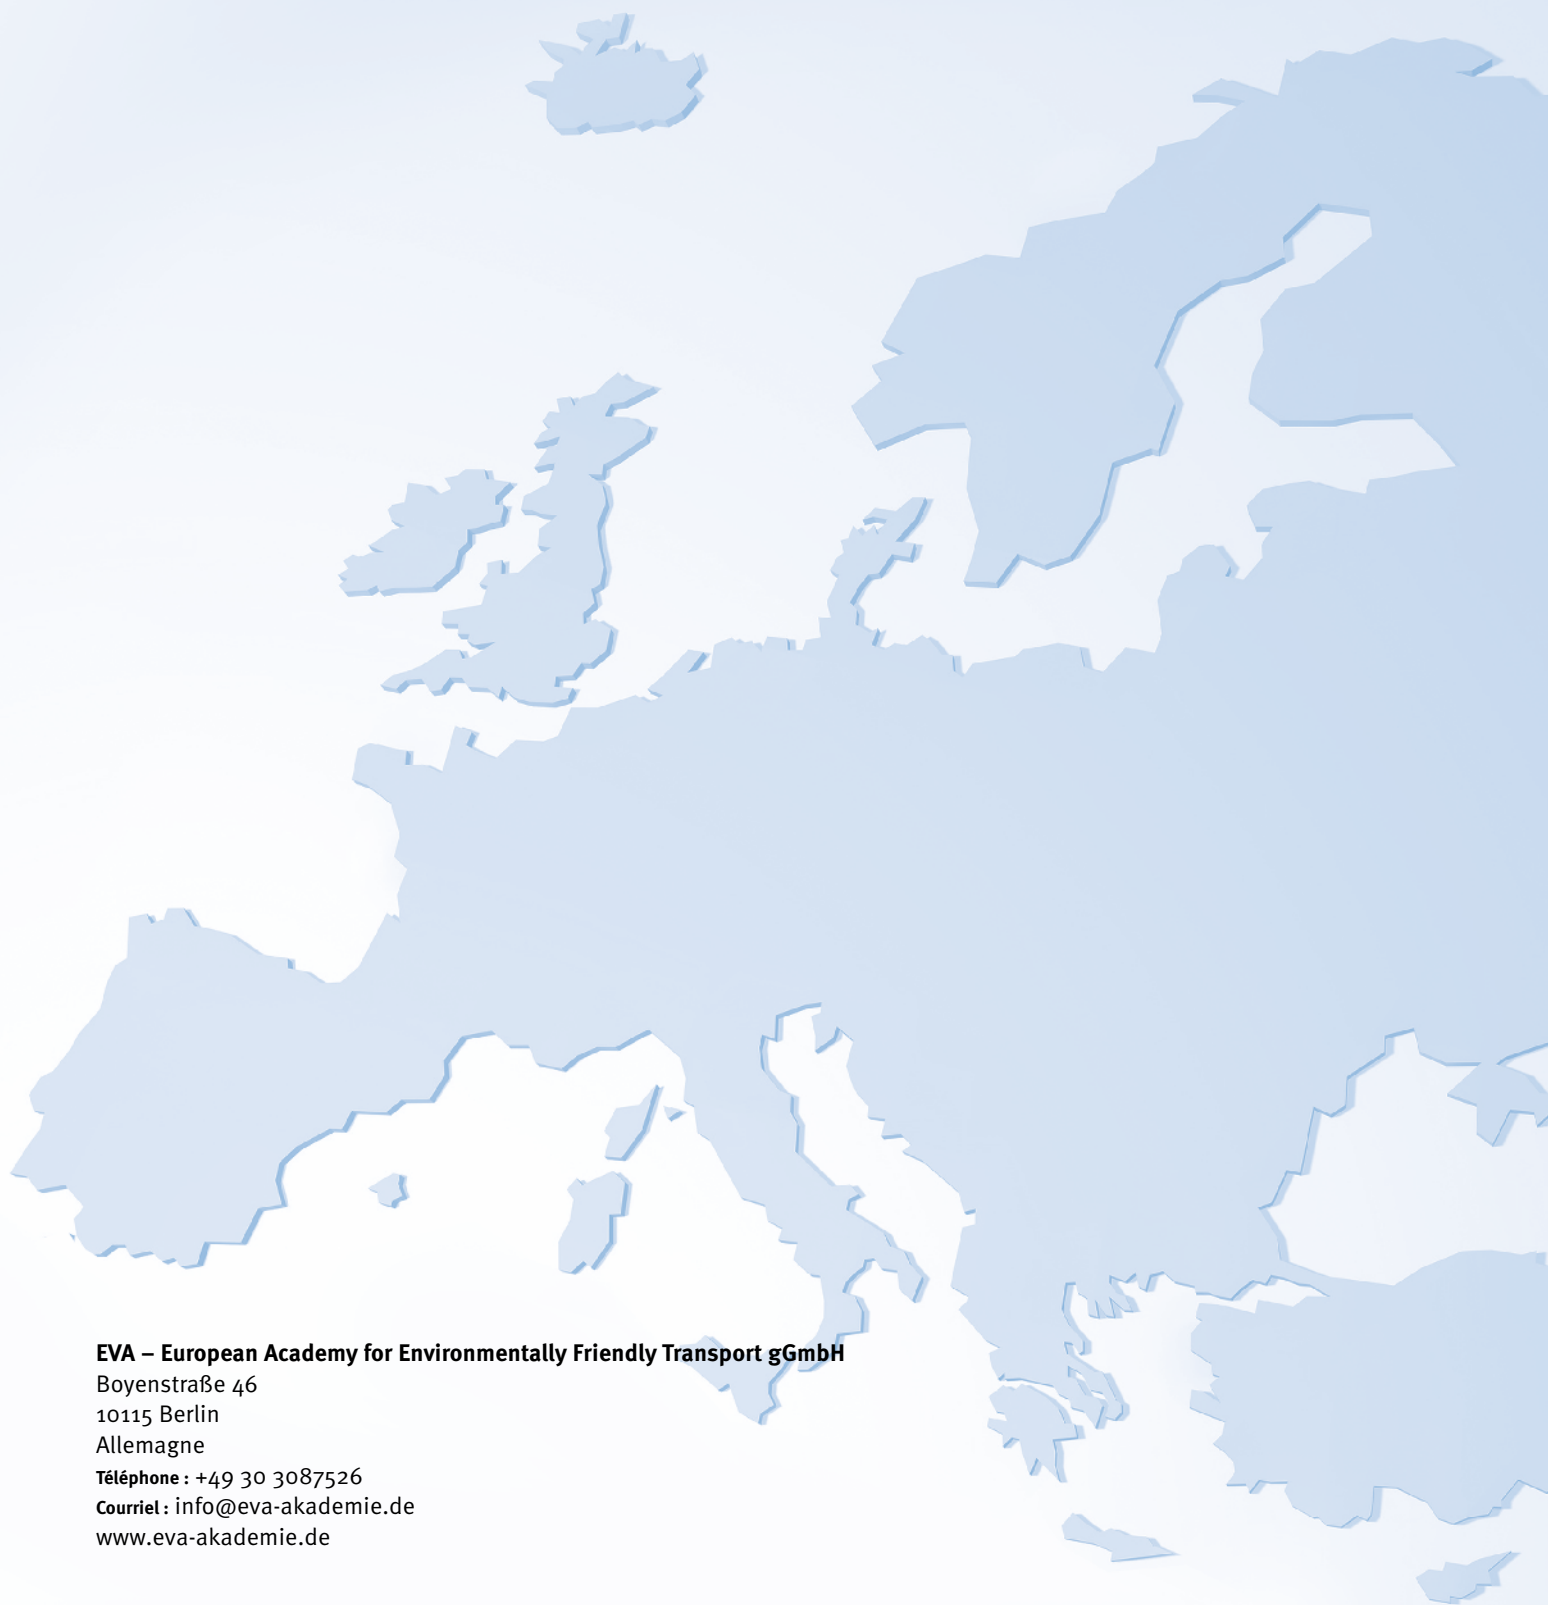 EVA – European Academy for Environmentally Friendly Transport gGmbH
Boyenstraße 46
10115 Berlin
Allemagne
Téléphone : +49 30 3087526
Courriel : info@eva-akademie.de
www.eva-akademie.de